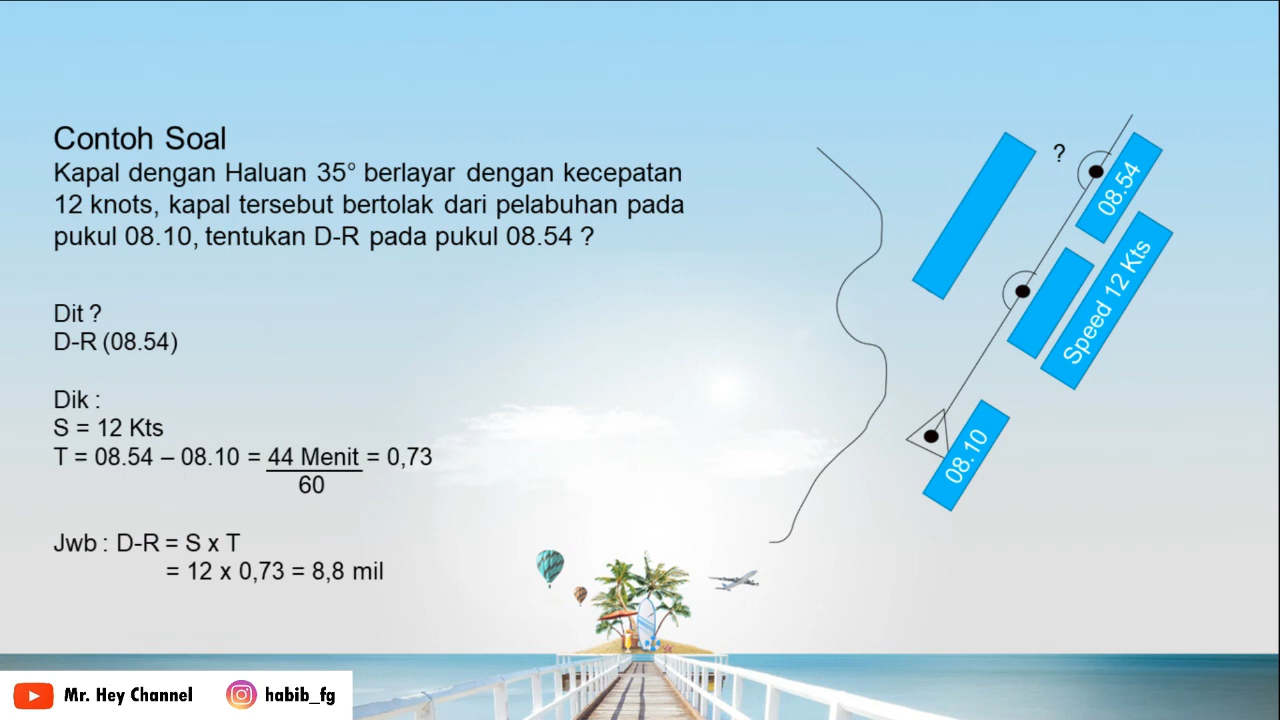 Contoh Soal
Kapal dengan Haluan 35° berlayar dengan kecepatan
12 knots, kapal tersebut bertolak dari pelabuhan pada
pukul 08.10, tentukan D-R pada pukul 08.54 ?
Dit ?
D-R (08.54)
Dik :
S = 12 Kts
T = 08.54 – 08.10 = 44 Menit = 0,73
60
Jwb : D-R = S x T
= 12 x 0,73 = 8,8 mil
?
08.54
Speed 12 Kts
08.10
Mr. Hey Channel
habib_fg